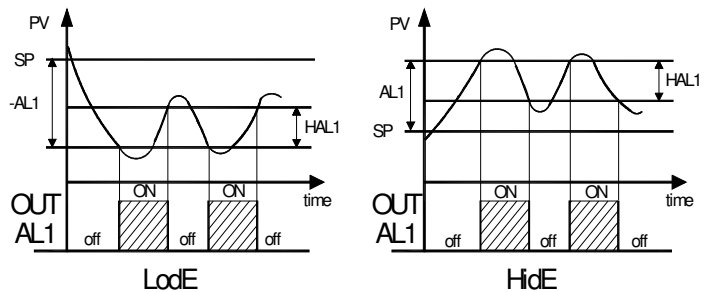 PV
SP
-AL1
HAL1
time
OUT
AL1
off
ON
off
ON
off
LodE
PV
AL1
SP
HAL1
time
OUT
AL1
off
ON
off
ON
off
HidE